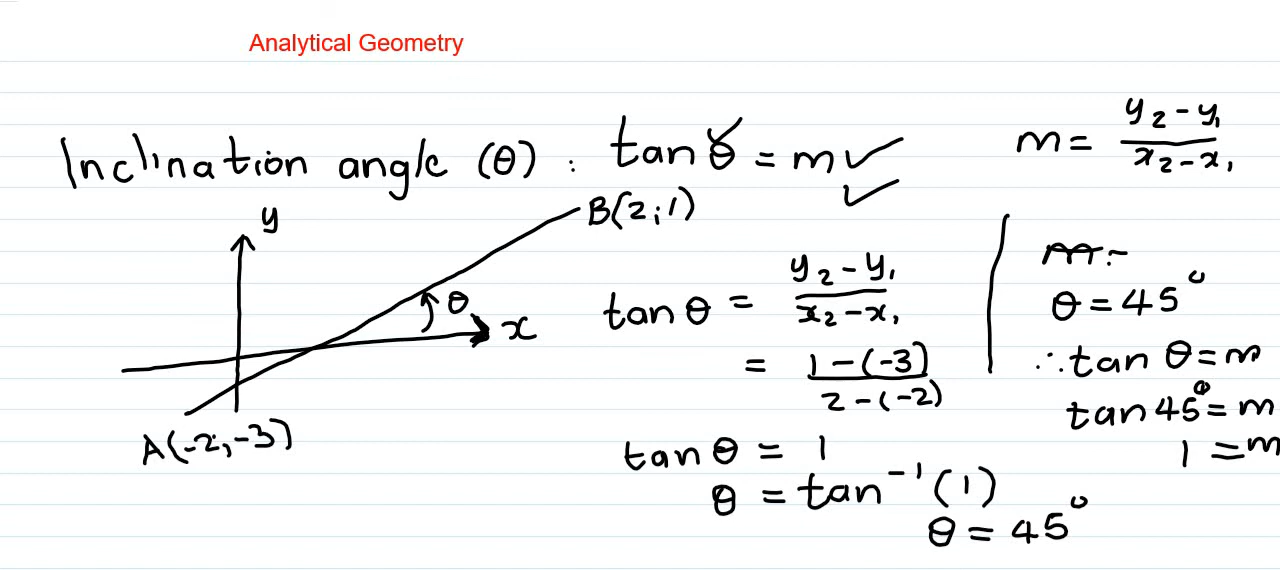 Analytical Geometry
Inclination angle (θ) : tan θ = m ✓
✓
m = y₂ - y₁ / x₂ - x₁
y
B(2;1)
θ
x
A(-2;-3)
tan θ = y₂ - y₁ / x₂ - x₁
= 1-(-3) / 2-(-2)
tan θ = 1
θ = tan⁻¹(1)
θ = 45°
θ = 45°
∴ tan θ = m
tan 45° = m
1 = m